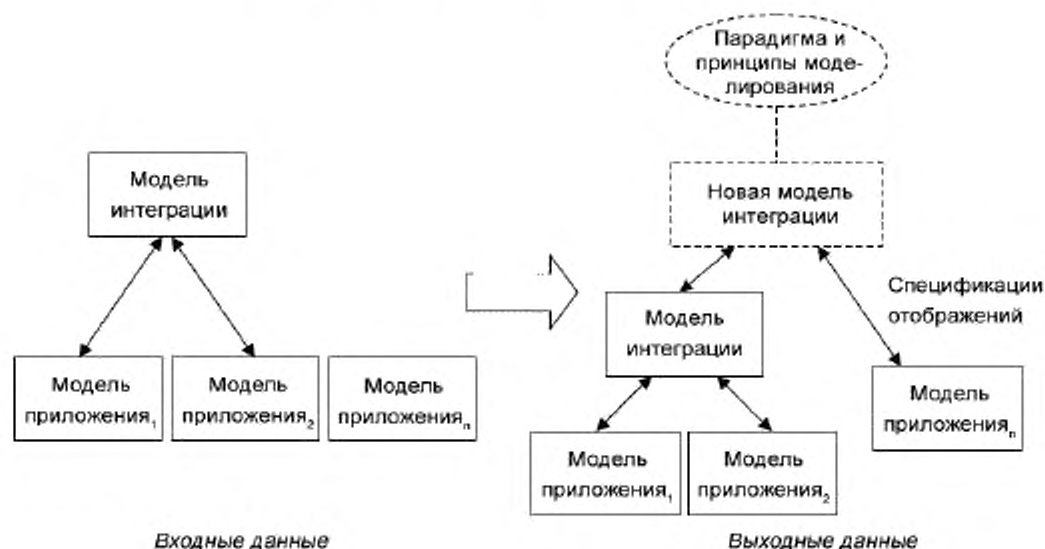 Парадигма и
принципы моде-
лирования
Модель
интеграции
Новая модель
интеграции
Спецификации
отображений
Модель
интеграции
Модель
приложения₁
Модель
приложения₂
Модель
приложенияₙ
Модель
приложенияₙ
Модель
приложения₁
Модель
приложения₂
Входные данные
Выходные данные